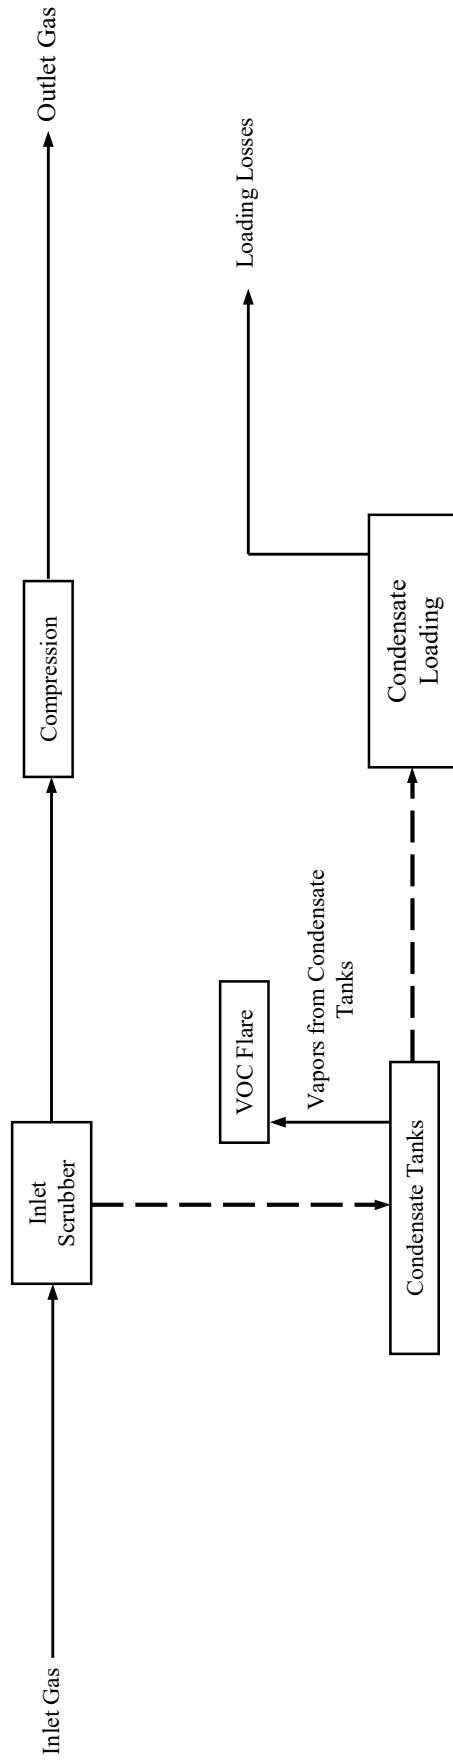 Inlet Gas
Inlet
Scrubber
Compression
Outlet Gas
VOC Flare
Vapors from Condensate
Tanks
Loading Losses
Condensate Tanks
Condensate
Loading